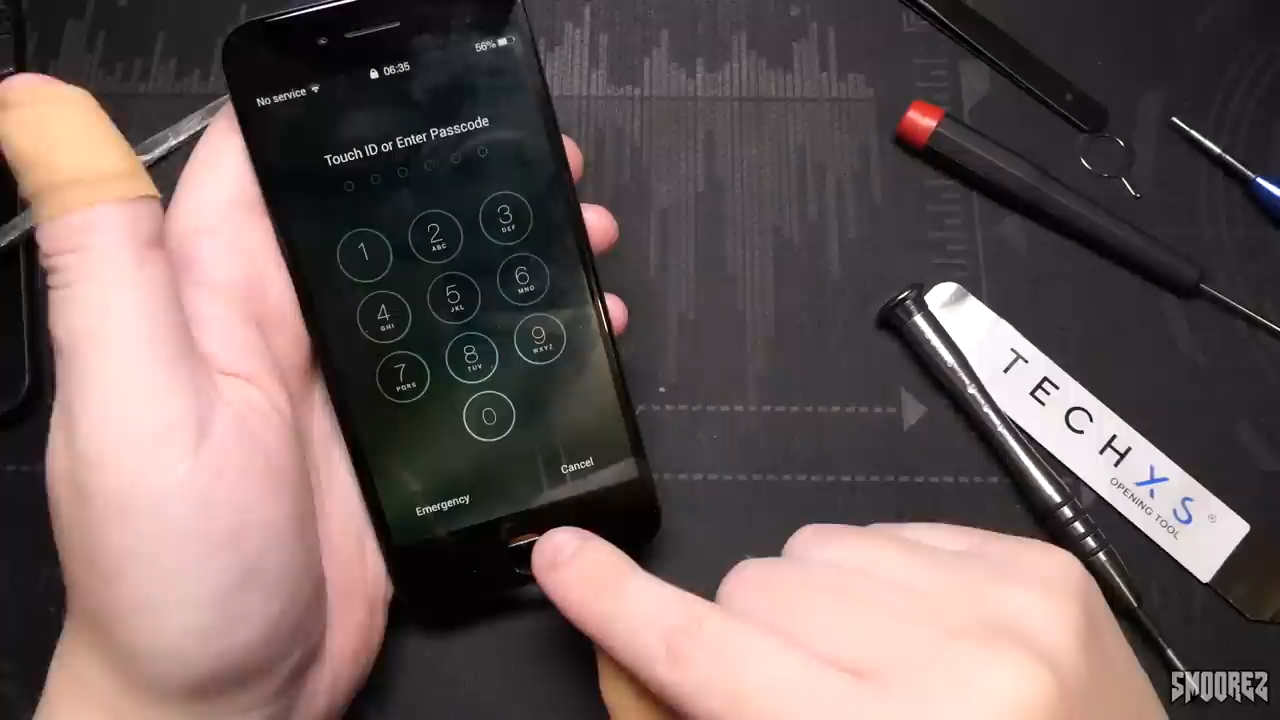 56%
06:35
No service
Touch ID or Enter Passcode
1
2
ABC
3
DEF
4
GHI
5
JKL
6
MNO
7
PQRS
8
TUV
9
WXYZ
0
Cancel
Emergency
TECHXS®
OPENING TOOL
SMOOREZ